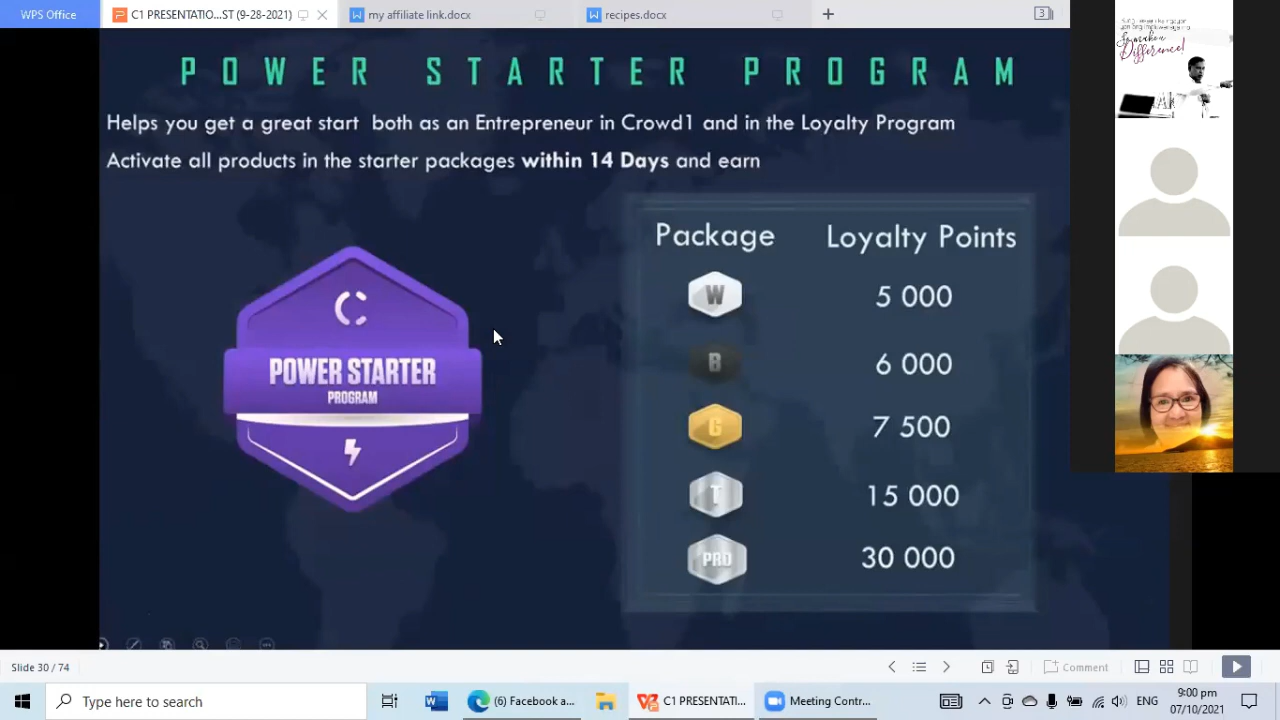 WPS Office
C1 PRESENTATIO...ST (9-28-2021)
my affiliate link.docx
recipes.docx
3
POWER STARTER PROGRAM
Helps you get a great start both as an Entrepreneur in Crowd1 and in the Loyalty Program
Activate all products in the starter packages within 14 Days and earn
Package Loyalty Points
W 5 000
B 6 000
G 7 500
T 15 000
PRO 30 000
POWER STARTER
PROGRAM
to make a
Difference!
Slide 30 / 74
Comment
Type here to search
(6) Facebook a...
C1 PRESENTATI...
Meeting Contr...
ENG
9:00 pm
07/10/2021